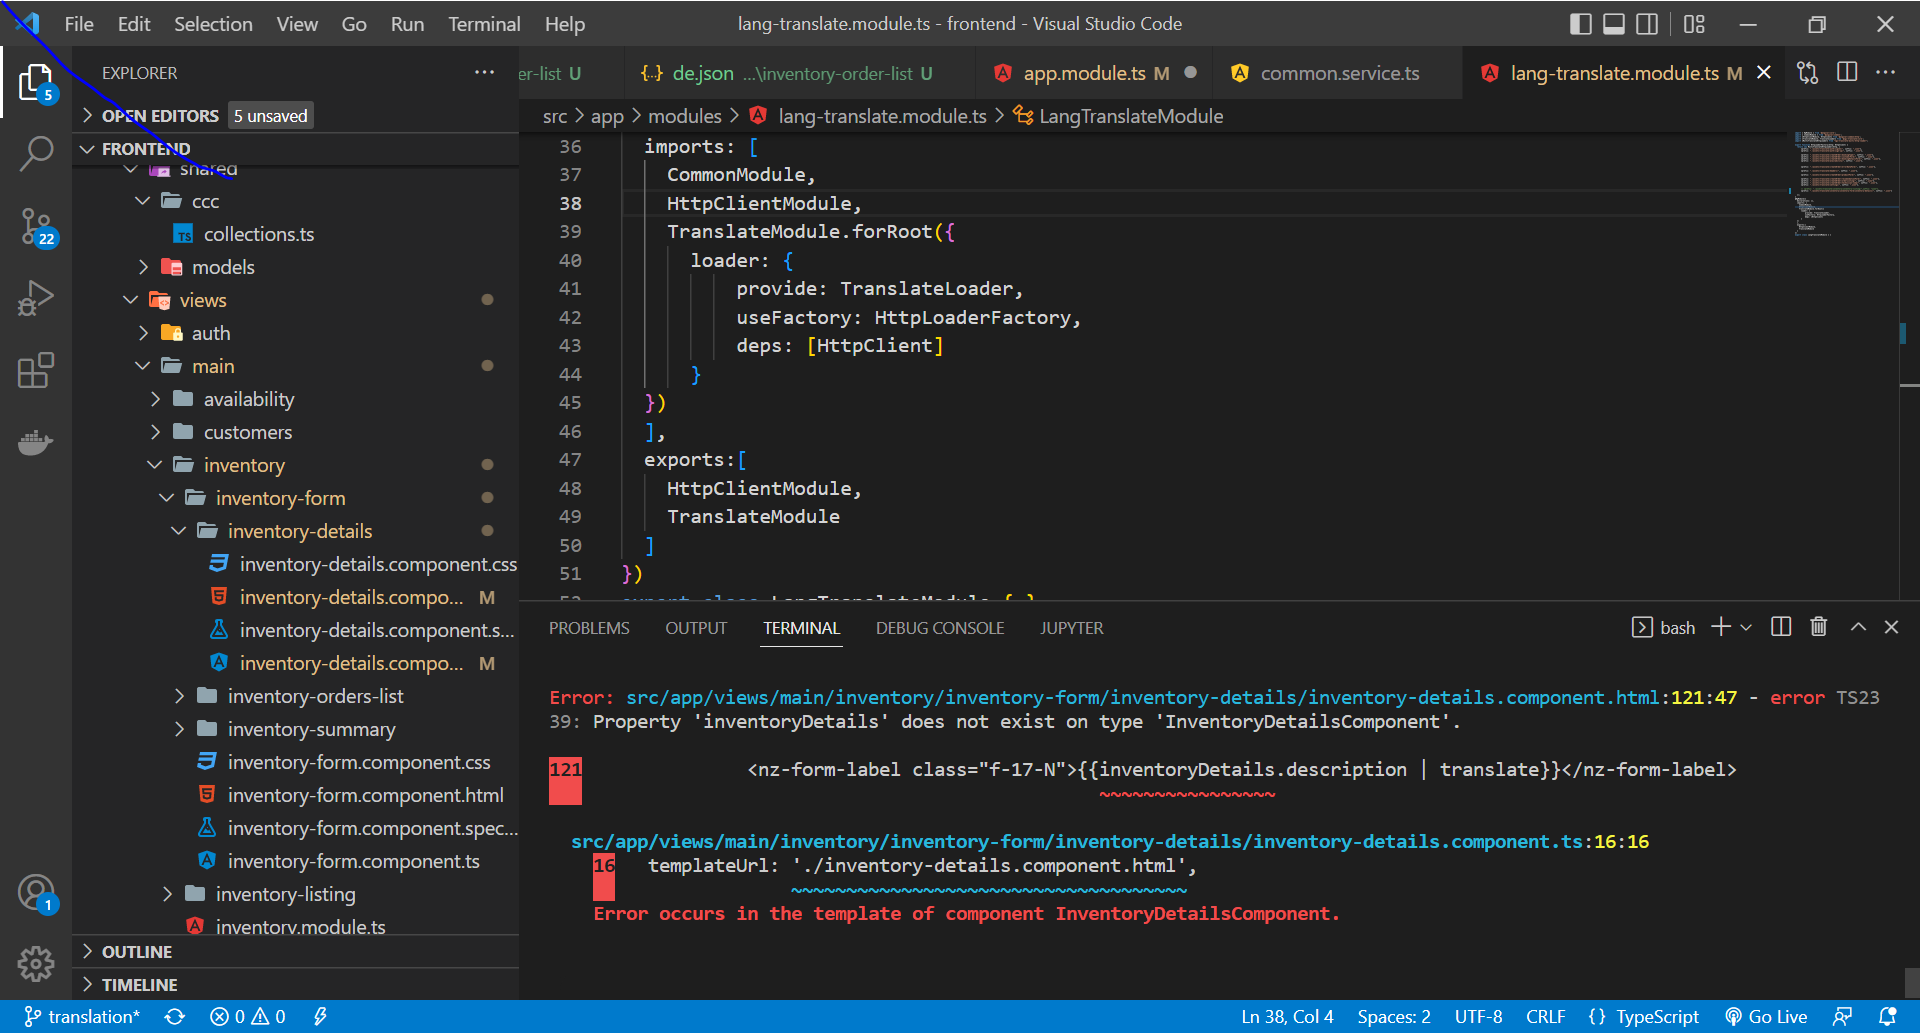 File Edit Selection View Go Run Terminal Help
lang-translate.module.ts - frontend - Visual Studio Code
EXPLORER
er-list U
de.json ...\inventory-order-list U
app.module.ts M
common.service.ts
lang-translate.module.ts M
5
OPEN EDITORS 5 unsaved
src > app > modules > lang-translate.module.ts > LangTranslateModule
FRONTEND
shared
ccc
TS collections.ts
models
views
auth
main
availability
customers
inventory
inventory-form
inventory-details
inventory-details.component.css
inventory-details.compo... M
inventory-details.component.s...
inventory-details.compo... M
inventory-orders-list
inventory-summary
inventory-form.component.css
inventory-form.component.html
inventory-form.component.spec...
inventory-form.component.ts
inventory-listing
inventory.module.ts
OUTLINE
TIMELINE
22
1
36 imports: [
37 CommonModule,
38 HttpClientModule,
39 TranslateModule.forRoot({
40 loader: {
41 provide: TranslateLoader,
42 useFactory: HttpLoaderFactory,
43 deps: [HttpClient]
44 }
45 })
46 ],
47 exports:[
48 HttpClientModule,
49 TranslateModule
50 ]
51 })
52 export class LangTranslateModule { }
PROBLEMS OUTPUT TERMINAL DEBUG CONSOLE JUPYTER
bash
Error: src/app/views/main/inventory/inventory-form/inventory-details/inventory-details.component.html:121:47 - error TS23
39: Property 'inventoryDetails' does not exist on type 'InventoryDetailsComponent'.
121 <nz-form-label class="f-17-N">{{inventoryDetails.description | translate}}</nz-form-label>
~~~~~~~~~~~~~~~~
src/app/views/main/inventory/inventory-form/inventory-details/inventory-details.component.ts:16:16
16 templateUrl: './inventory-details.component.html',
~~~~~~~~~~~~~~~~~~~~~~~~~~~~~~~~~~~~
Error occurs in the template of component InventoryDetailsComponent.
translation* 0 0
Ln 38, Col 4 Spaces: 2 UTF-8 CRLF { } TypeScript Go Live